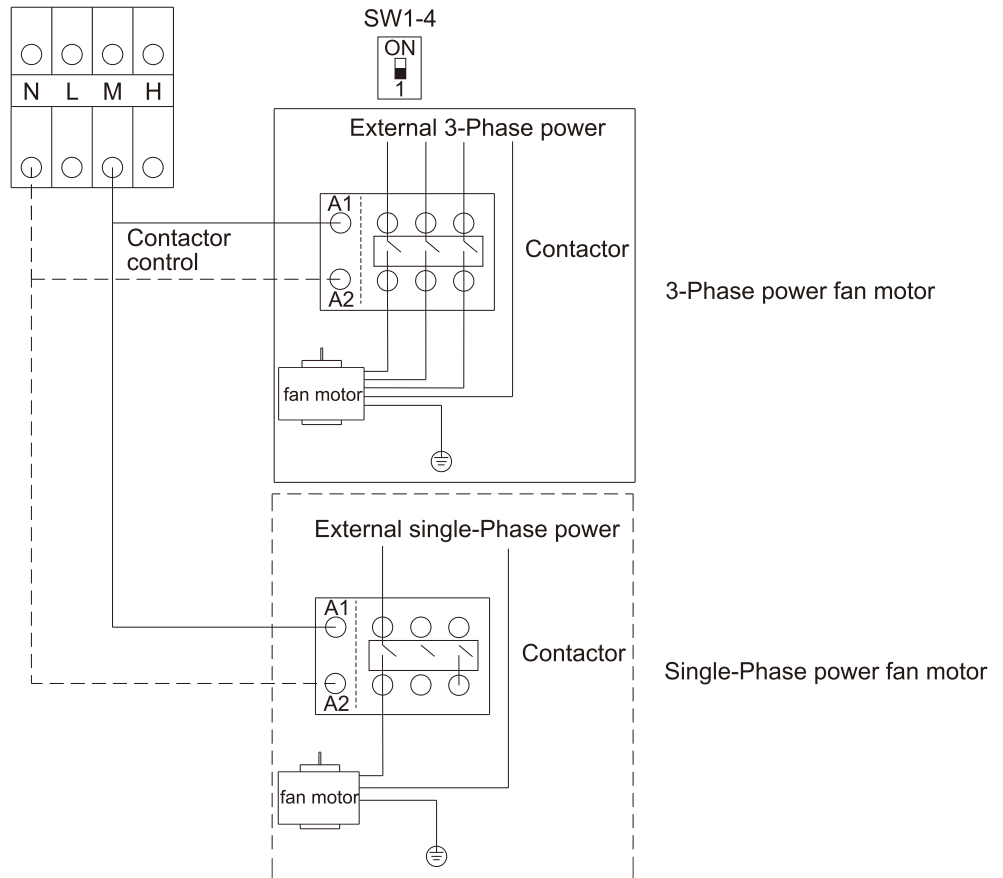 SW1-4
ON
1
N L M H
External 3-Phase power
A1
Contactor
control
Contactor
A2
3-Phase power fan motor
fan motor
External single-Phase power
A1
Contactor
Single-Phase power fan motor
A2
fan motor